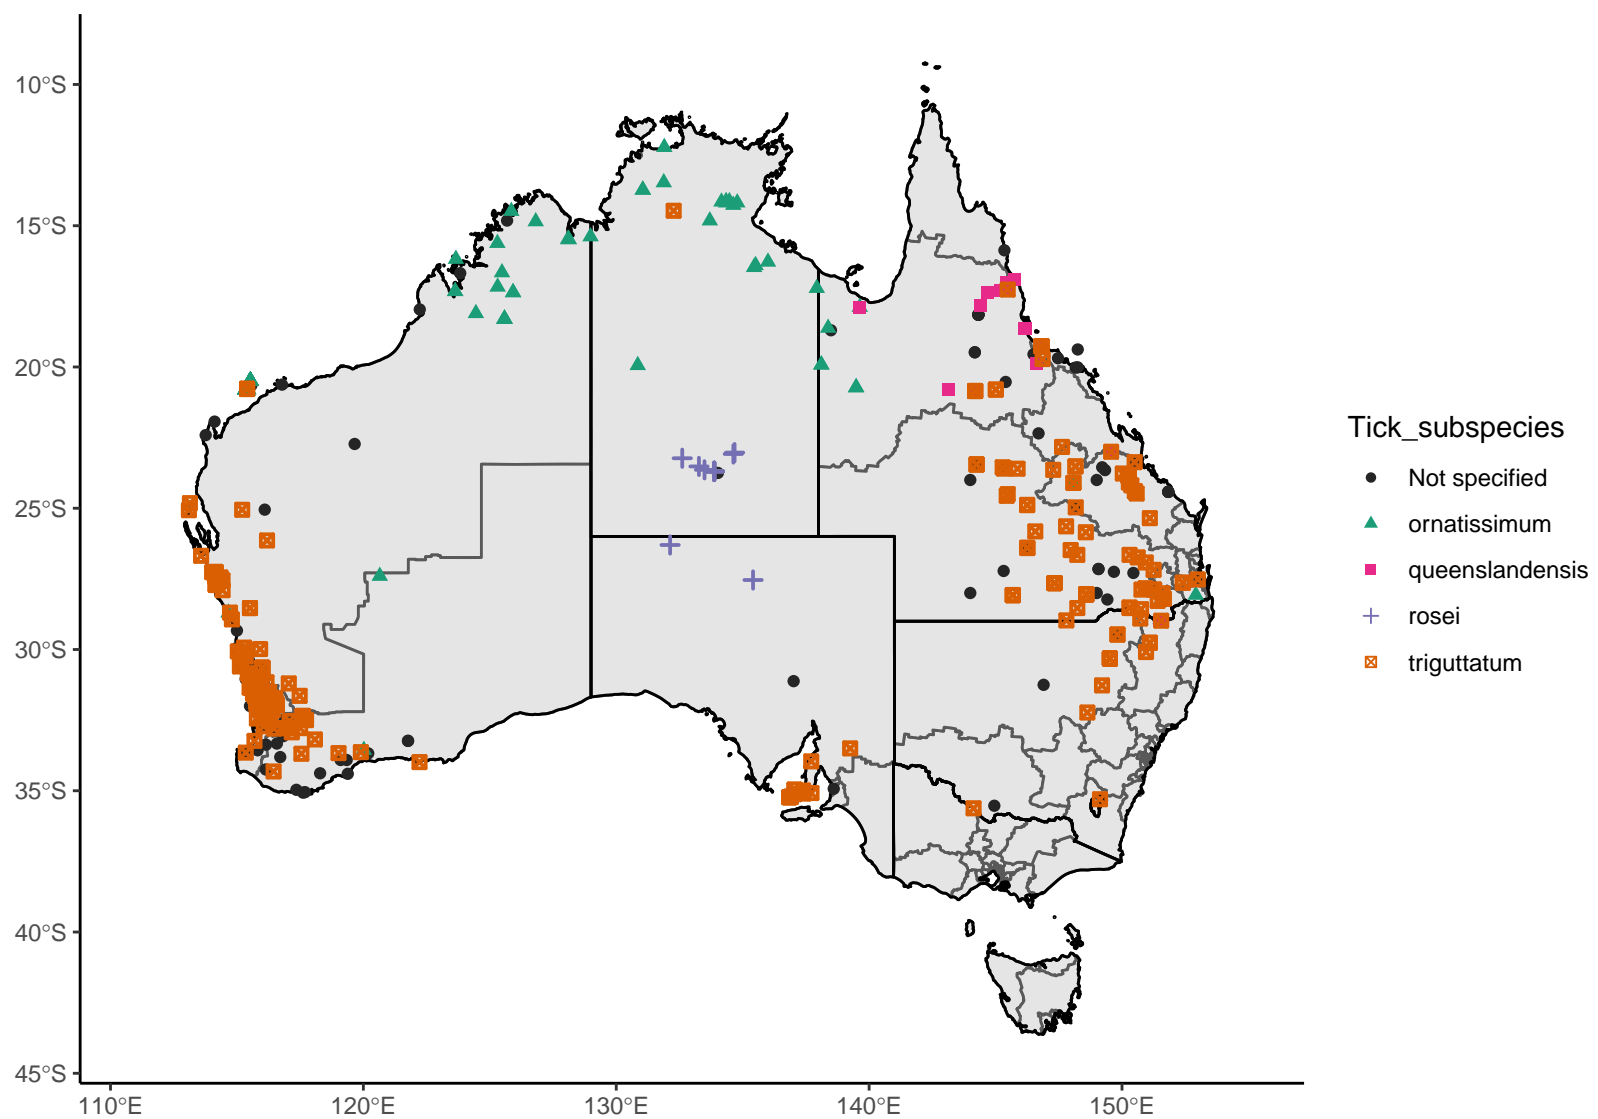 10°S
15°S
20°S
25°S
30°S
35°S
40°S
45°S
110°E
120°E
130°E
140°E
150°E
Tick_subspecies
Not specified
ornatissimum
queenslandensis
rosei
triguttatum